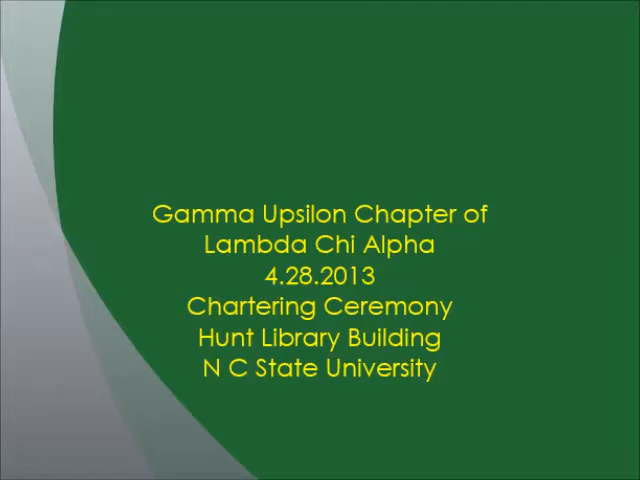 Gamma Upsilon Chapter of
Lambda Chi Alpha
4.28.2013
Chartering Ceremony
Hunt Library Building
N C State University